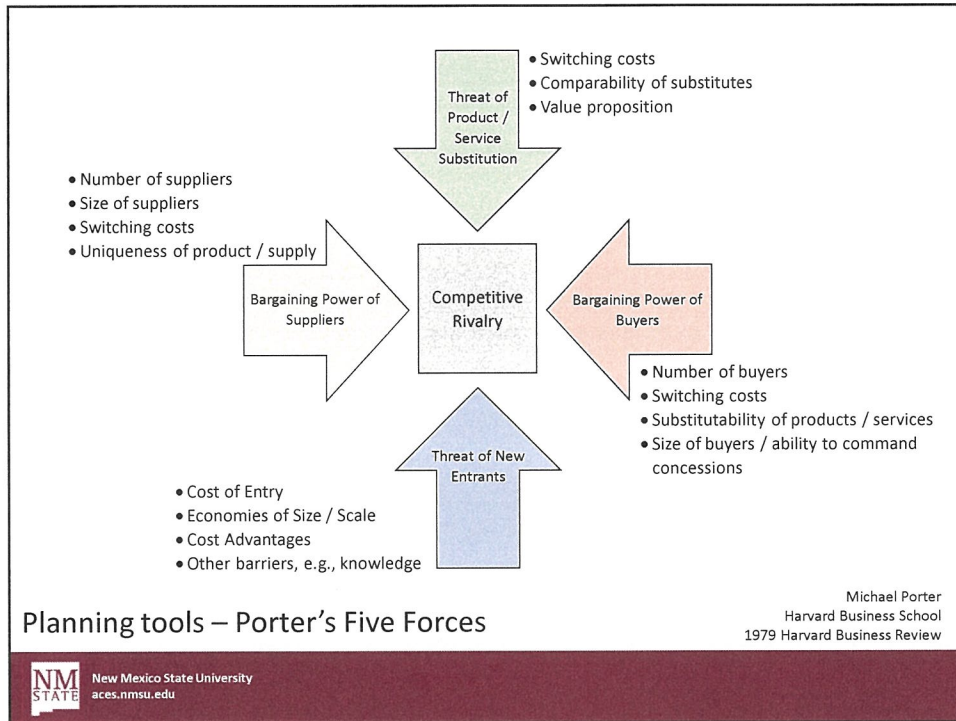 • Switching costs
• Comparability of substitutes
• Value proposition
Threat of
Product /
Service
Substitution
• Number of suppliers
• Size of suppliers
• Switching costs
• Uniqueness of product / supply
Bargaining Power of
Suppliers
Competitive
Rivalry
Bargaining Power of
Buyers
• Number of buyers
• Switching costs
• Substitutability of products / services
• Size of buyers / ability to command
concessions
Threat of New
Entrants
• Cost of Entry
• Economies of Size / Scale
• Cost Advantages
• Other barriers, e.g., knowledge
Planning tools – Porter's Five Forces
Michael Porter
Harvard Business School
1979 Harvard Business Review
NM
STATE
New Mexico State University
aces.nmsu.edu